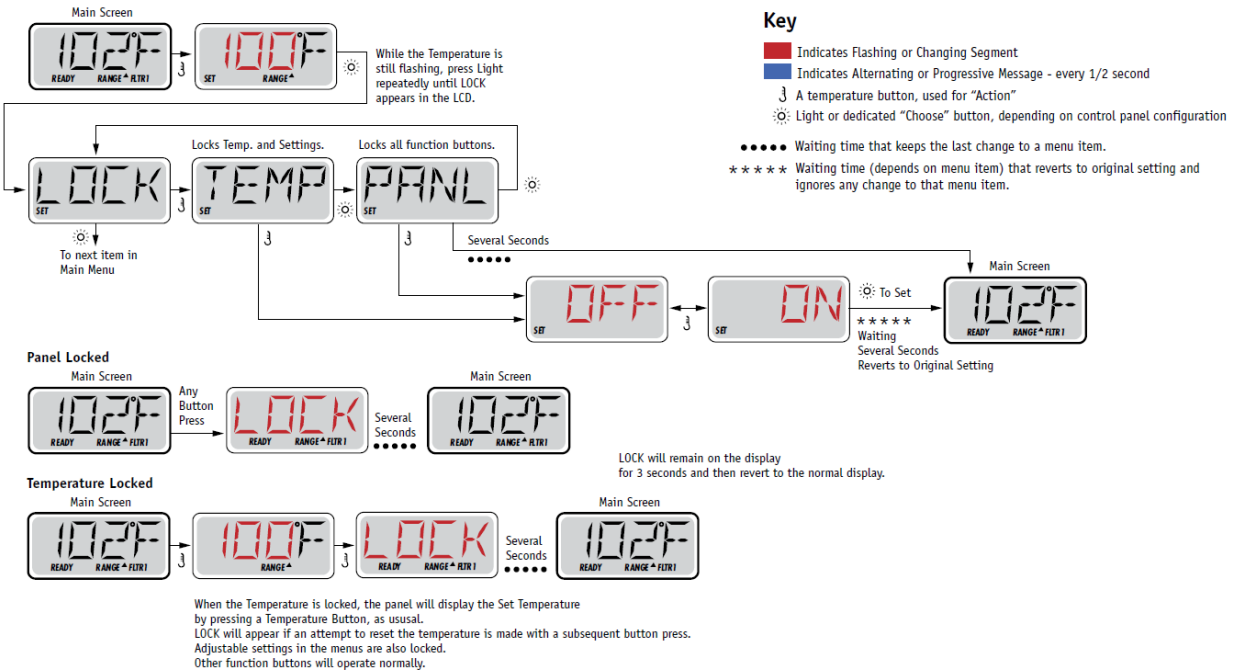 Main Screen
102°F
READY RANGE FLTR1
100°F
SET RANGE
While the Temperature is
still flashing, press Light
repeatedly until LOCK
appears in the LCD.
Key
Indicates Flashing or Changing Segment
Indicates Alternating or Progressive Message - every 1/2 second
A temperature button, used for “Action”
Light or dedicated “Choose” button, depending on control panel configuration
••••• Waiting time that keeps the last change to a menu item.
* * * * * Waiting time (depends on menu item) that reverts to original setting and
ignores any change to that menu item.
Locks Temp. and Settings.
Locks all function buttons.
LOCK
SET
TEMP
SET
PANL
SET
To next item in
Main Menu
Several Seconds
•••••
OFF
SET
ON
SET
To Set
* * * * *
Waiting
Several Seconds
Reverts to Original Setting
Main Screen
102°F
READY RANGE FLTR1
Panel Locked
Main Screen
102°F
READY RANGE FLTR1
Any
Button
Press
LOCK
READY RANGE FLTR1
Several
Seconds
•••••
Main Screen
102°F
READY RANGE FLTR1
LOCK will remain on the display
for 3 seconds and then revert to the normal display.
Temperature Locked
Main Screen
102°F
READY RANGE FLTR1
100°F
RANGE
LOCK
READY RANGE FLTR1
Several
Seconds
•••••
Main Screen
102°F
READY RANGE FLTR1
When the Temperature is locked, the panel will display the Set Temperature
by pressing a Temperature Button, as ususal.
LOCK will appear if an attempt to reset the temperature is made with a subsequent button press.
Adjustable settings in the menus are also locked.
Other function buttons will operate normally.